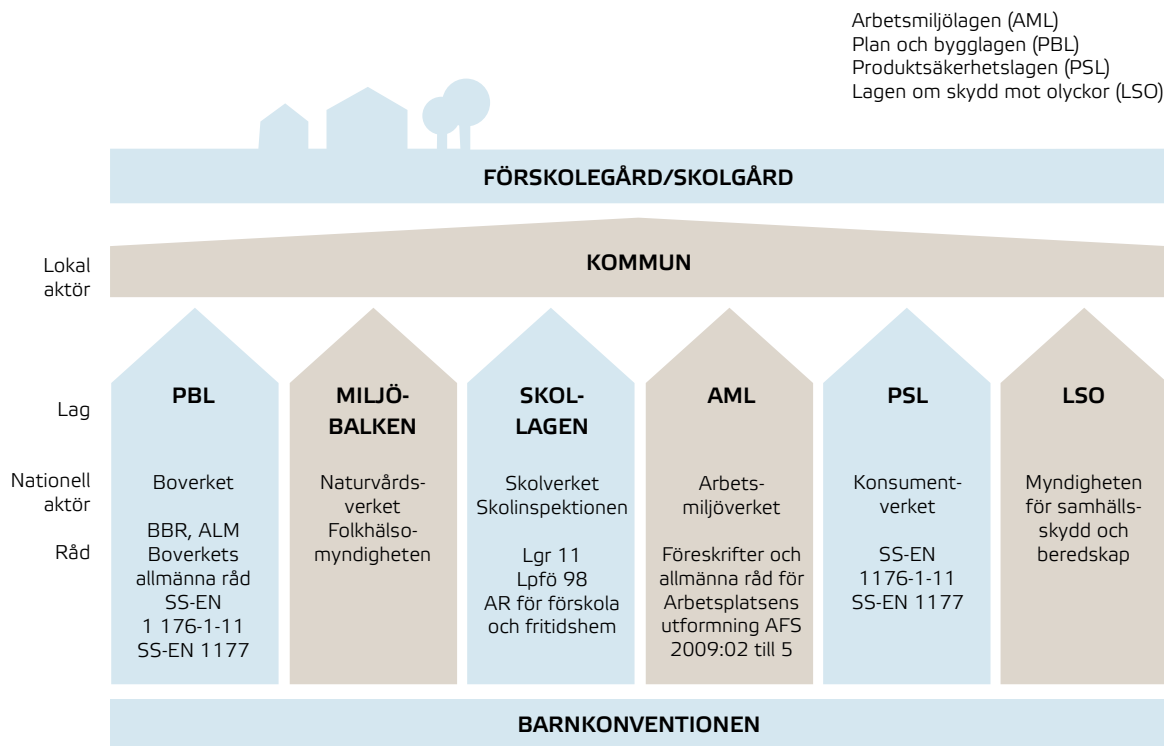 Arbetsmiljölagen (AML)
Plan och bygglagen (PBL)
Produktsäkerhetslagen (PSL)
Lagen om skydd mot olyckor (LSO)
FÖRSKOLEGÅRD/SKOLGÅRD
Lokal
aktör
KOMMUN
Lag
Nationell
aktör
Råd
PBL
Boverket
BBR, ALM
Boverkets
allmänna råd
SS-EN
1 176-1-11
SS-EN 1177
MILJÖ-
BALKEN
Naturvårds-
verket
Folkhälso-
myndigheten
SKOL-
LAGEN
Skolverket
Skolinspektionen
Lgr 11
Lpfö 98
AR för förskola
och fritidshem
AML
Arbets-
miljöverket
Föreskrifter och
allmänna råd för
Arbetsplatsens
utformning AFS
2009:02 till 5
PSL
Konsument-
verket
SS-EN
1176-1-11
SS-EN 1177
LSO
Myndigheten
för samhälls-
skydd och
beredskap
BARNKONVENTIONEN